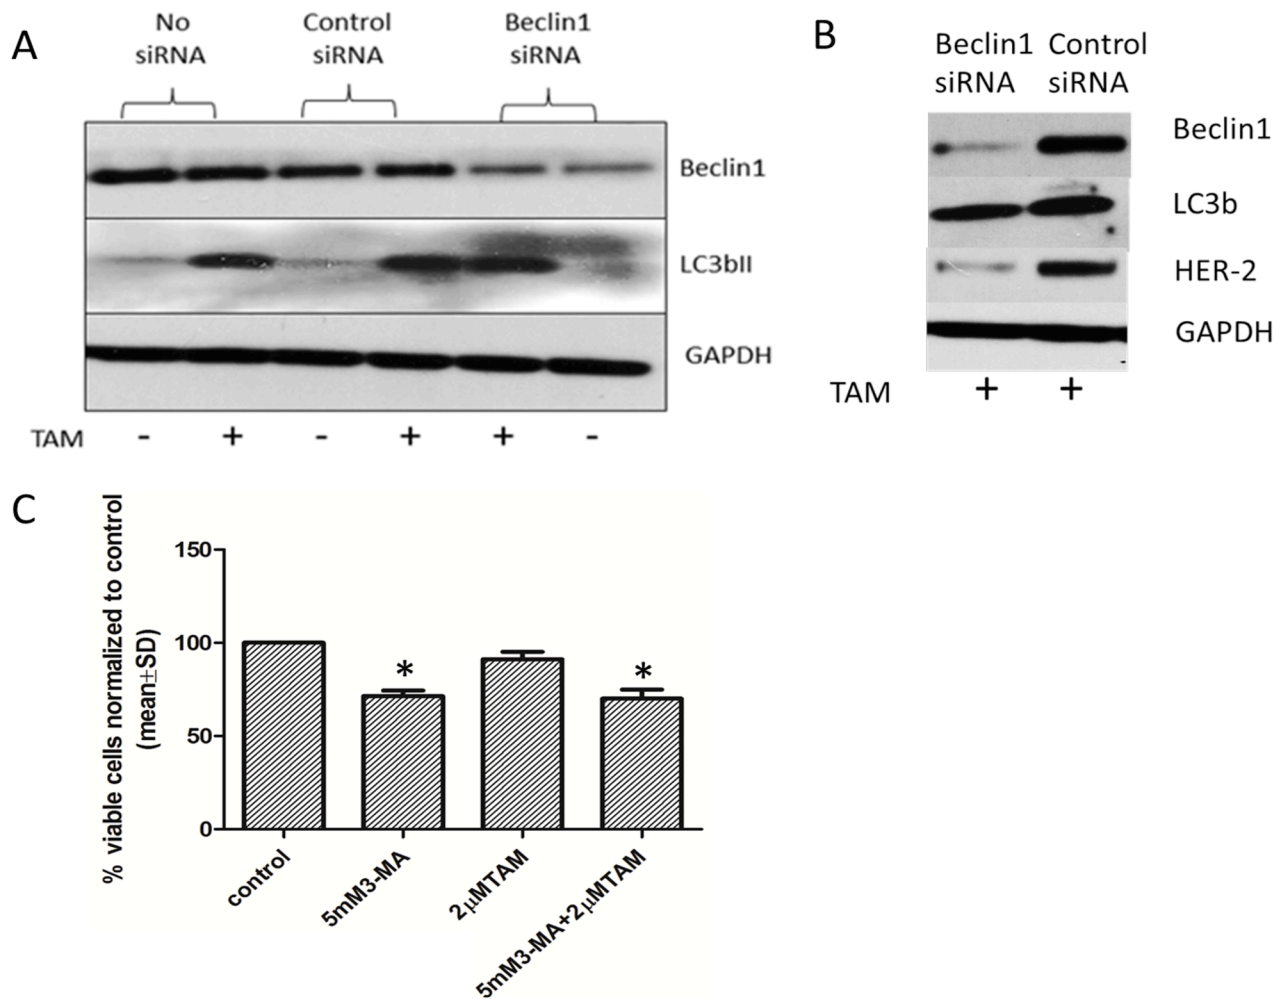 A
No
siRNA
Control
siRNA
Beclin1
siRNA
Beclin1
LC3bII
GAPDH
TAM - + - + + -
B
Beclin1 Control
siRNA siRNA
Beclin1
LC3b
HER-2
GAPDH
TAM + +
C
% viable cells normalized to control
(mean±SD)
150
100
50
0
* *
control
5mM3-MA
2µMTAM
5mM3-MA+2µMTAM